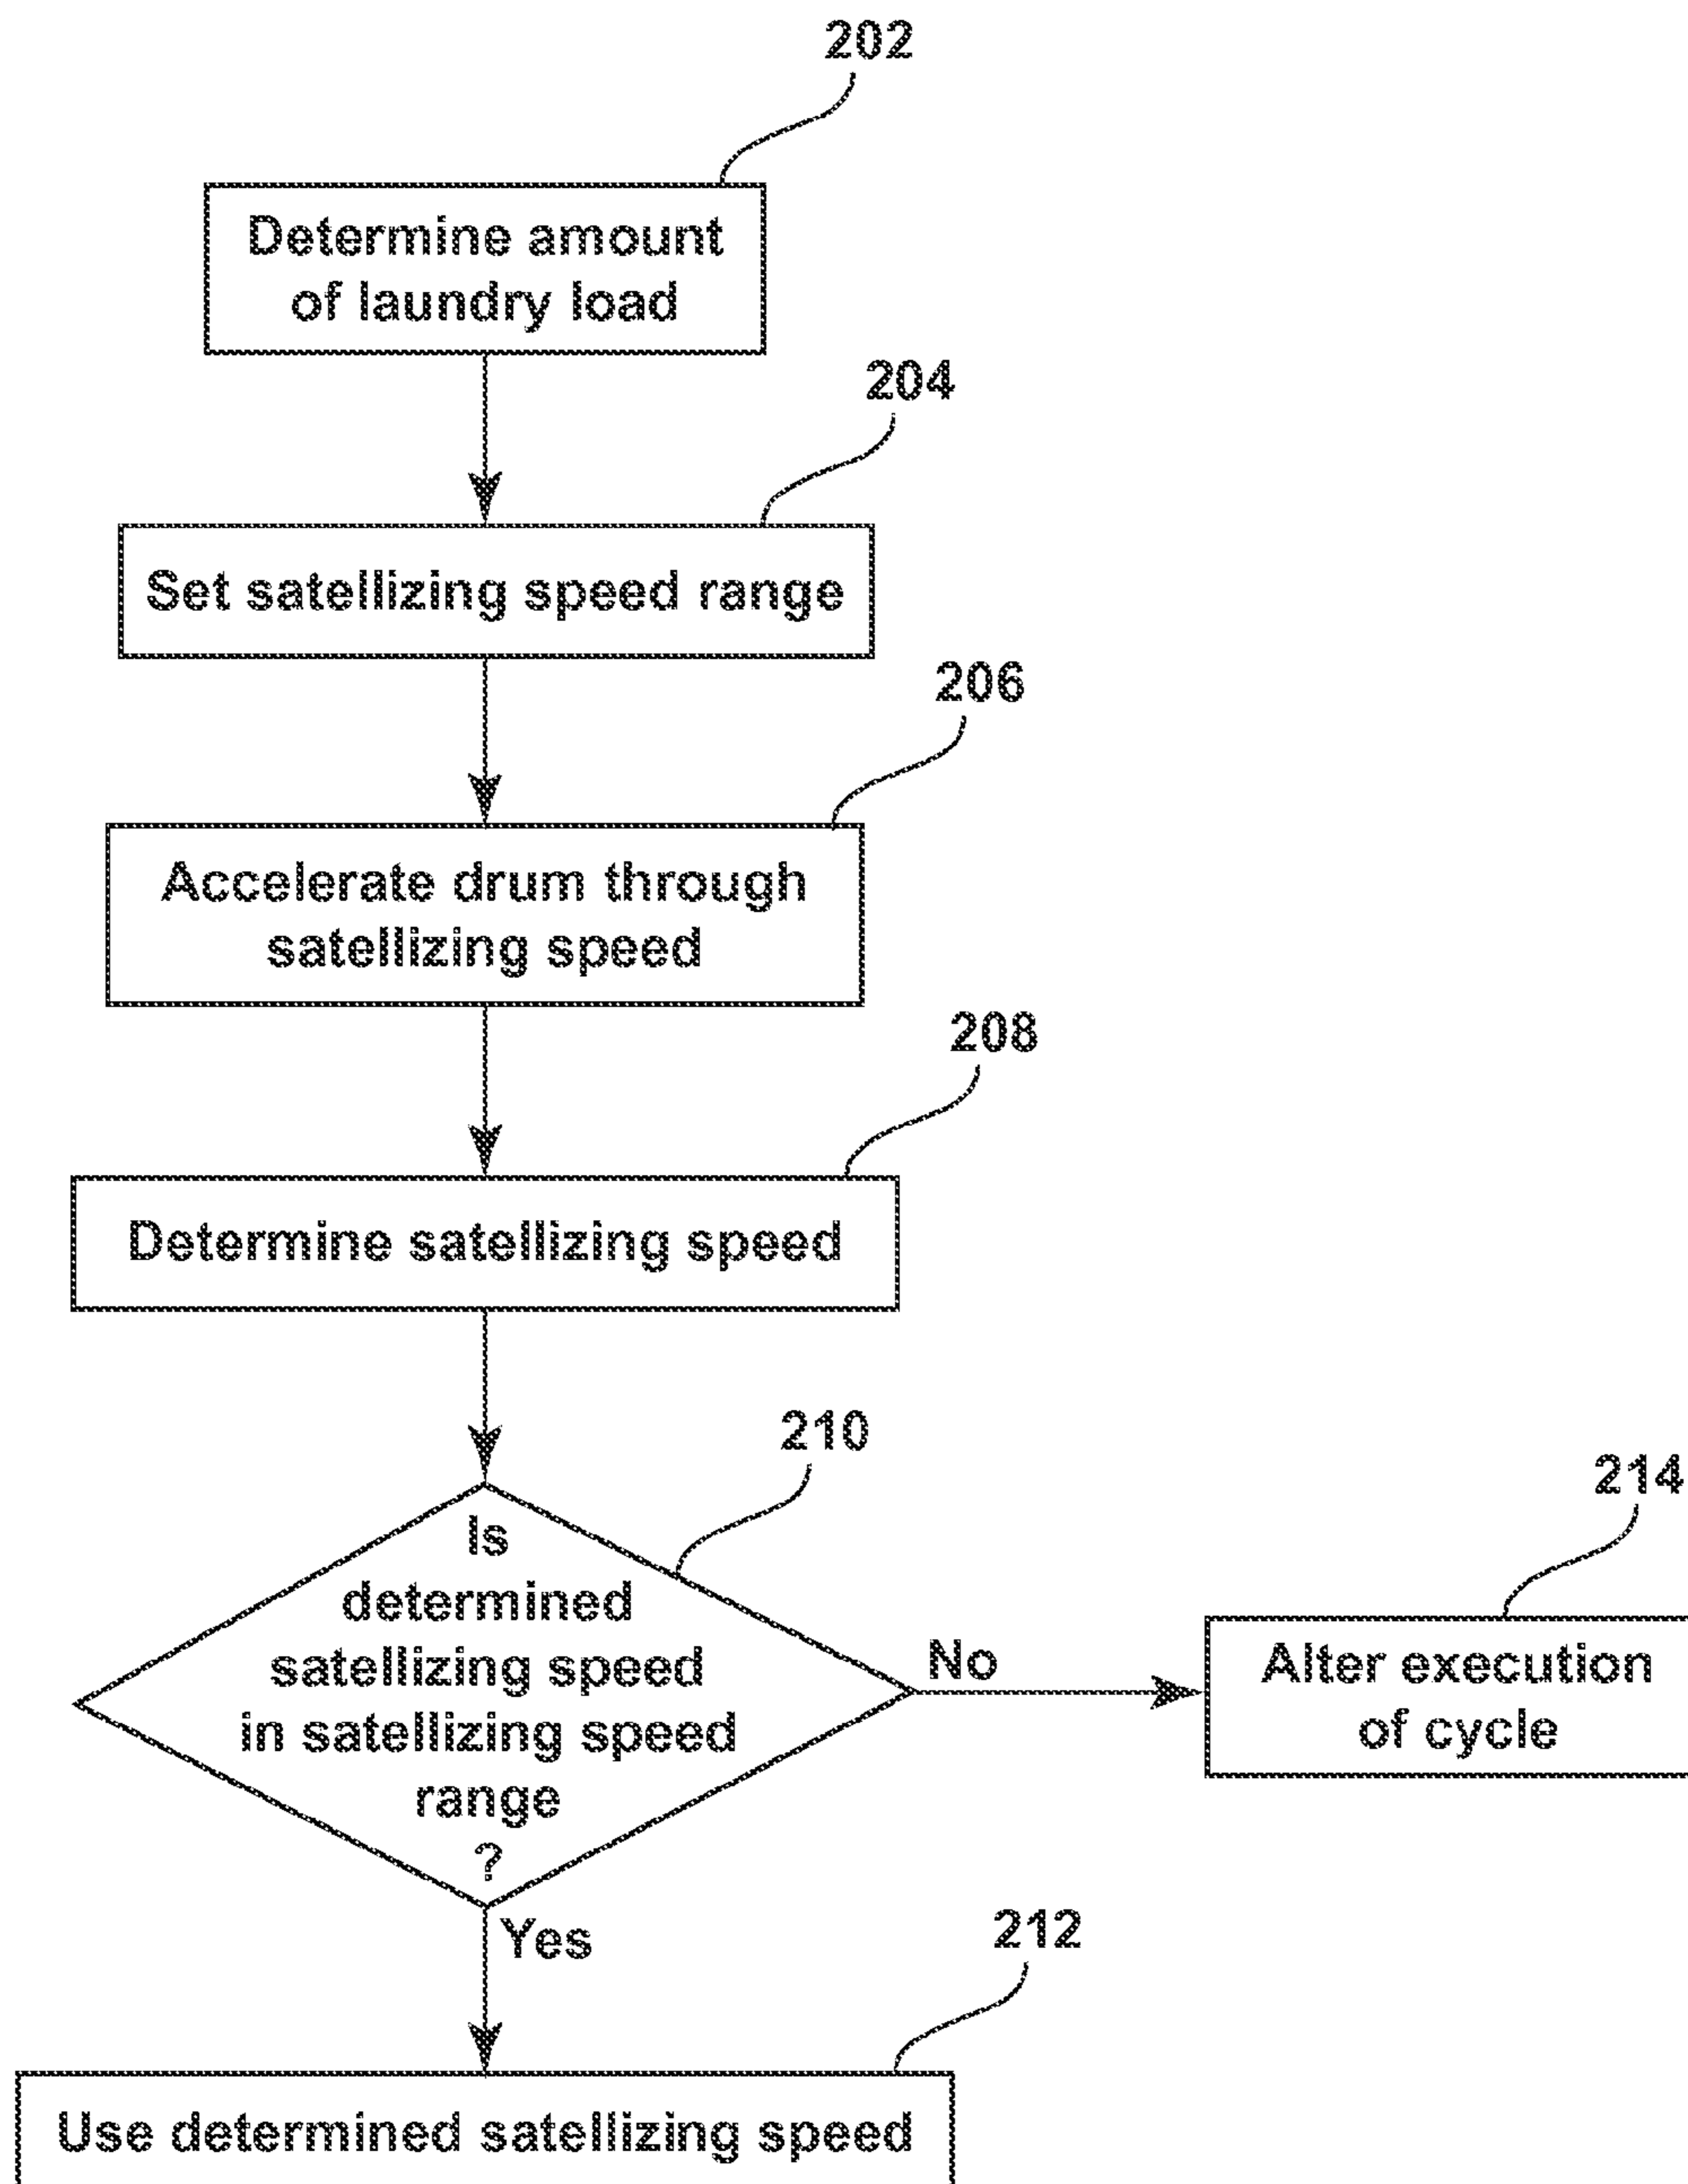 202
Determine amount
of laundry load
204
Set satellizing speed range
206
Accelerate drum through
satellizing speed
208
Determine satellizing speed
210
Is
determined
satellizing speed
in satellizing speed
range
?
No
214
Alter execution
of cycle
Yes
212
Use determined satellizing speed